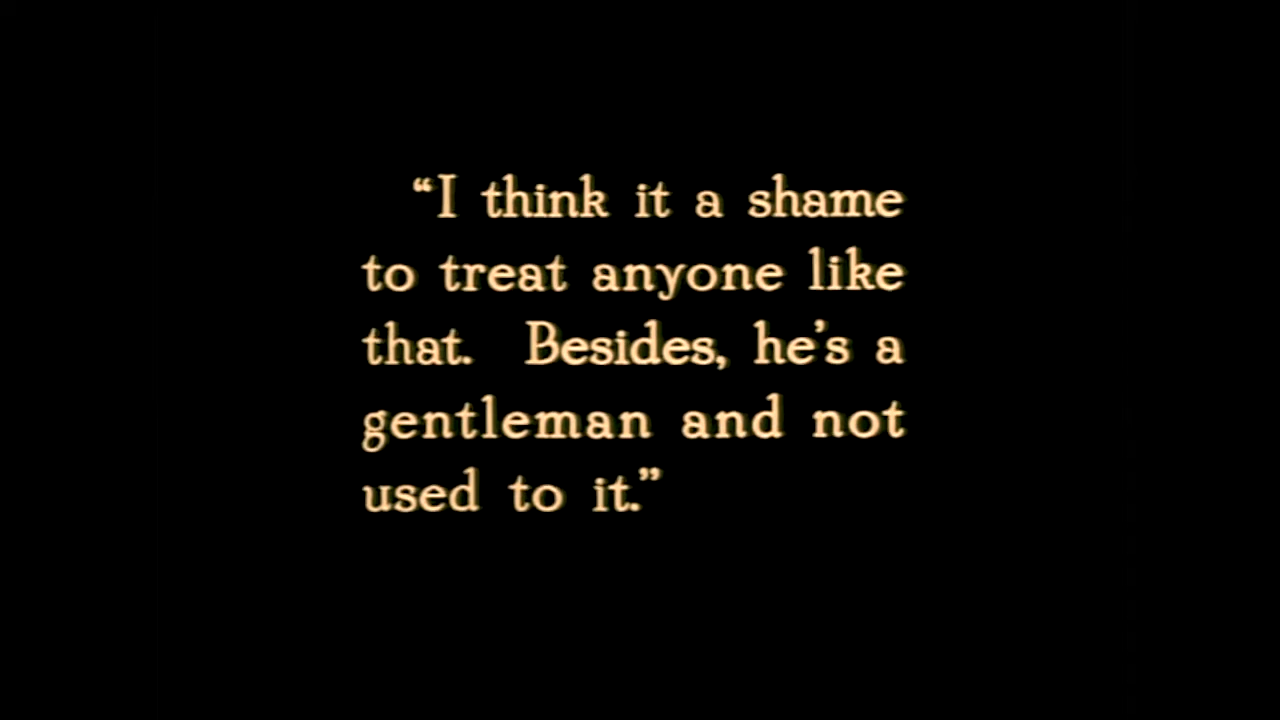 “I think it a shame
to treat anyone like
that. Besides, he’s a
gentleman and not
used to it.”